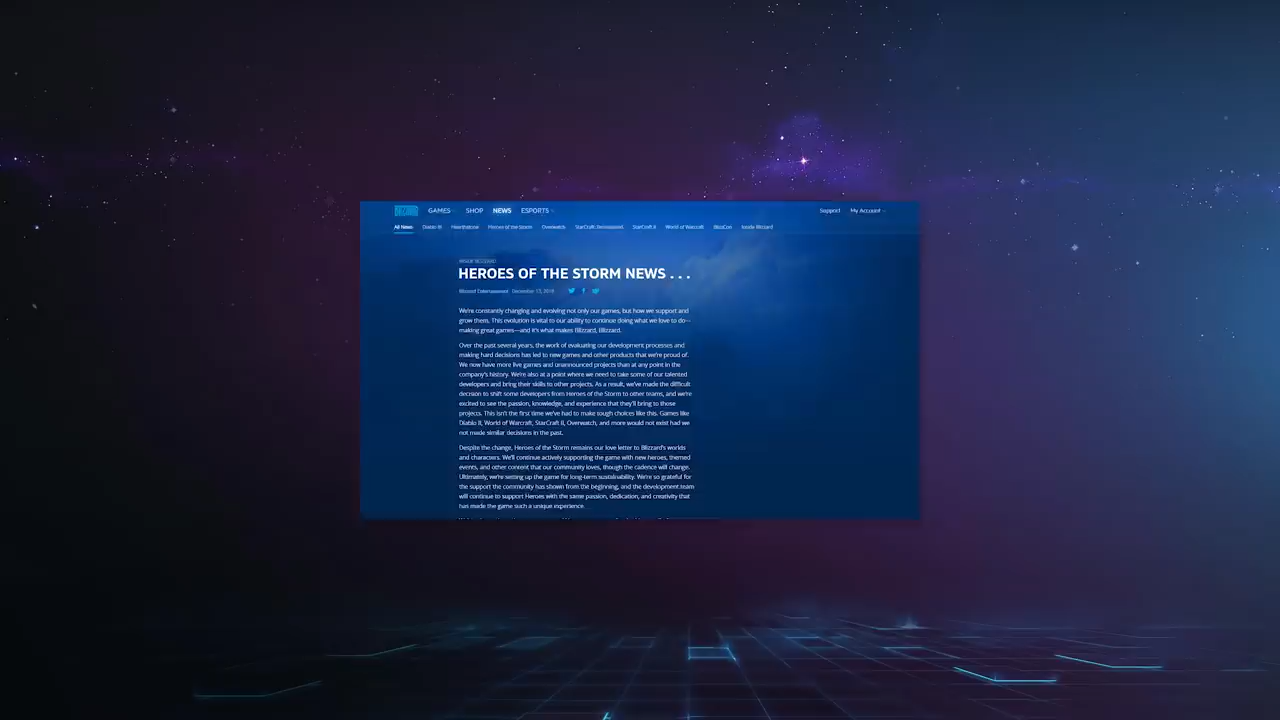 BLIZZARD GAMES SHOP NEWS ESPORTS Support My Account
All News Diablo III Hearthstone Heroes of the Storm Overwatch StarCraft: Remastered StarCraft II World of Warcraft BlizzCon Inside Blizzard
INSIDE BLIZZARD
HEROES OF THE STORM NEWS . . .
Blizzard Entertainment December 13, 2018
We're constantly changing and evolving not only our games, but how we support and
grow them. This evolution is vital to our ability to continue doing what we love to do—
making great games—and it's what makes Blizzard, Blizzard.
Over the past several years, the work of evaluating our development processes and
making hard decisions has led to new games and other products that we're proud of.
We now have more live games and unannounced projects than at any point in the
company's history. We're also at a point where we need to take some of our talented
developers and bring their skills to other projects. As a result, we've made the difficult
decision to shift some developers from Heroes of the Storm to other teams, and we're
excited to see the passion, knowledge, and experience that they'll bring to those
projects. This isn't the first time we've had to make tough choices like this. Games like
Diablo II, World of Warcraft, StarCraft II, Overwatch, and more would not exist had we
not made similar decisions in the past.
Despite the change, Heroes of the Storm remains our love letter to Blizzard's worlds
and characters. We'll continue actively supporting the game with new heroes, themed
events, and other content that our community loves, though the cadence will change.
Ultimately, we're setting up the game for long-term sustainability. We're so grateful for
the support the community has shown from the beginning, and the development team
will continue to support Heroes with the same passion, dedication, and creativity that
has made the game such a unique experience.